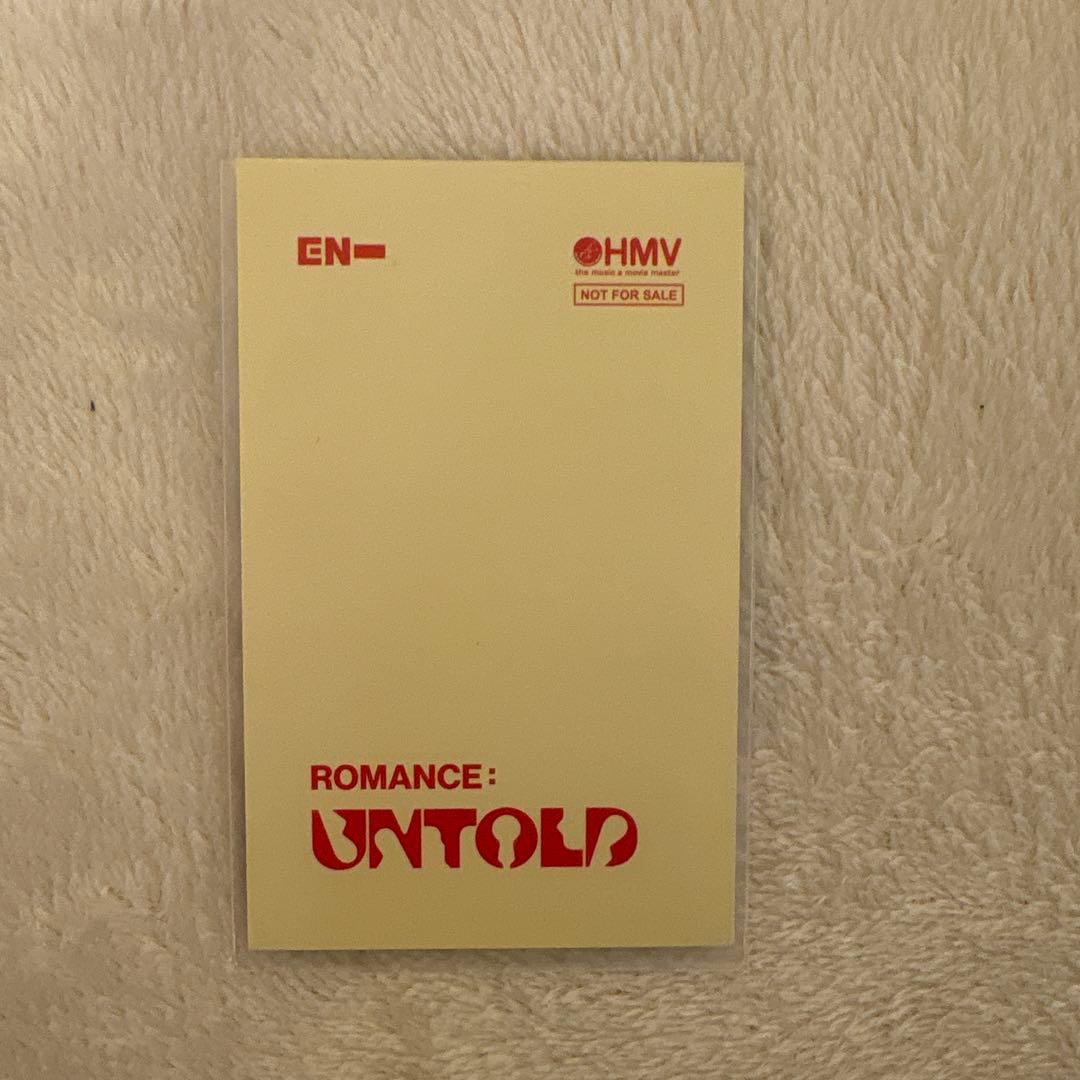 EN-
HMV
the music & movie master
NOT FOR SALE
ROMANCE:
UNTOLD